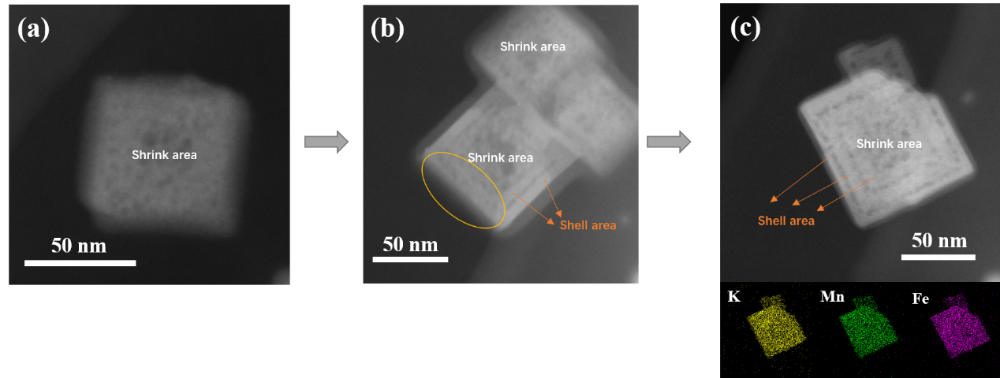 (a)
Shrink area
50 nm
(b)
Shrink area
Shrink area
Shell area
50 nm
(c)
Shrink area
Shell area
50 nm
K
Mn
Fe